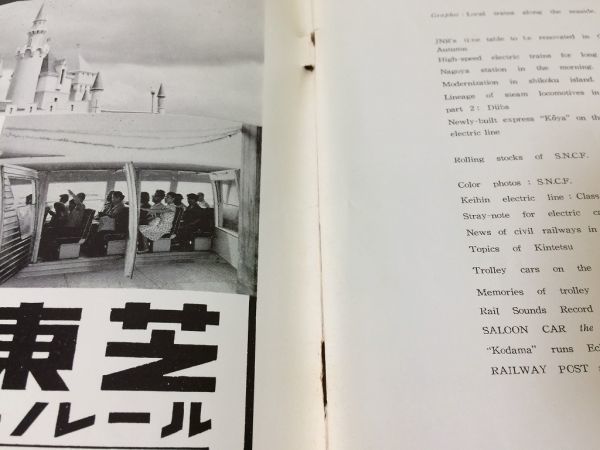 東芝
ノレール
Graphic : Local trains along the seaside.
JNR's time table to be renovated in
Autumn.
High-speed electric trains for long
Nagoya station in the morning.
Modernization in shikoku island.
Lineage of steam locomotives in
part 2 : Düba
Newly-built express "Kōya" on the
electric line
Rolling stocks of S.N.C.F.
Color photos : S.N.C.F.
Keihin electric line : Class
Stray-note for electric
News of civil railways in
Topics of Kintetsu
Trolley cars on the
Memories of trolley
Rail Sounds Record
SALOON CAR the
"Kodama" runs
RAILWAY POST